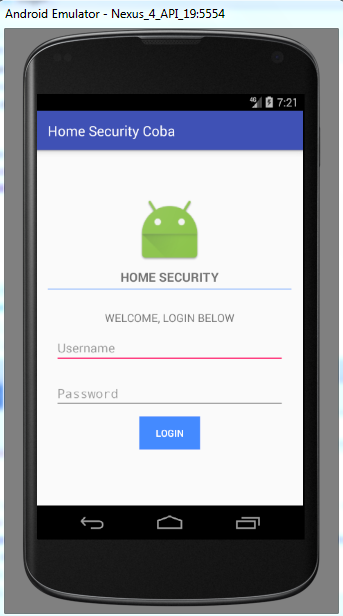 Android Emulator - Nexus_4_API_19:5554
4G 7:21
Home Security Coba
HOME SECURITY
WELCOME, LOGIN BELOW
Username
Password
LOGIN